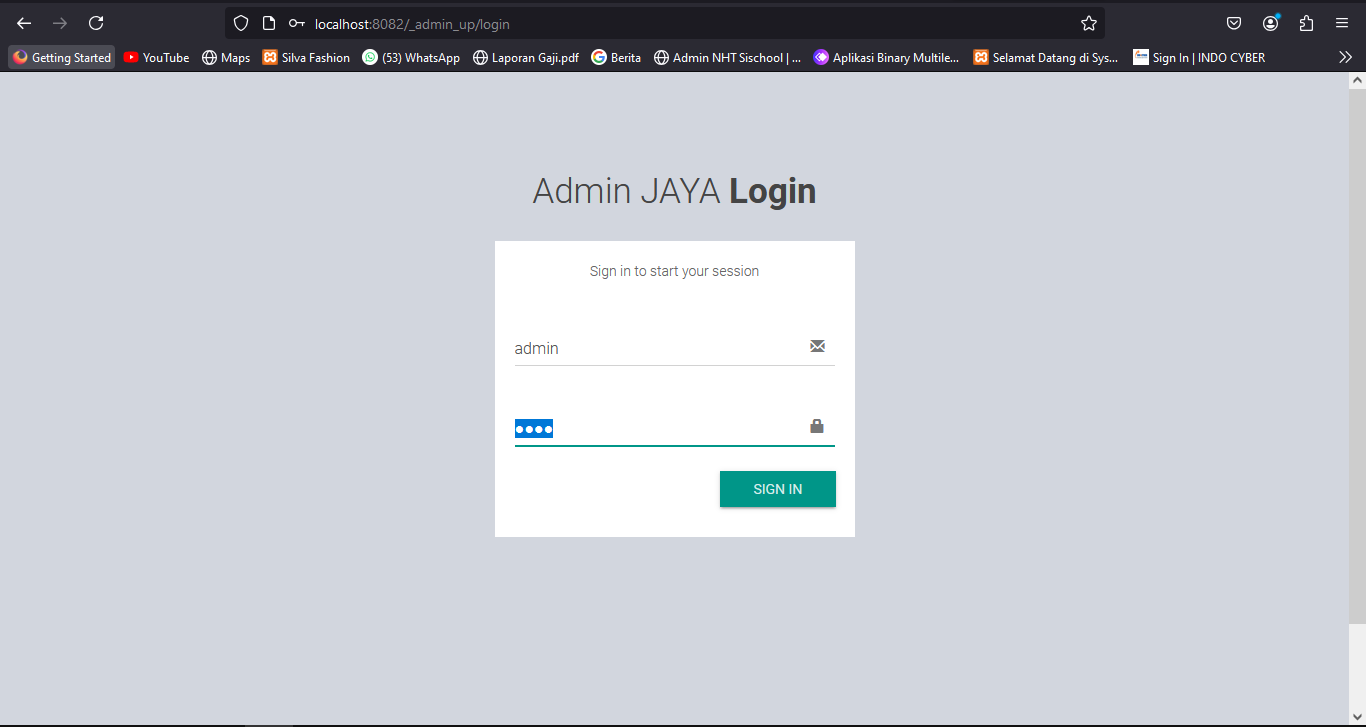 localhost:8082/_admin_up/login
Getting Started YouTube Maps Silva Fashion (53) WhatsApp Laporan Gaji.pdf Berita Admin NHT Sischool | ... Aplikasi Binary Multile... Selamat Datang di Sys... Sign In | INDO CYBER
Admin JAYA Login
Sign in to start your session
admin
••••
SIGN IN